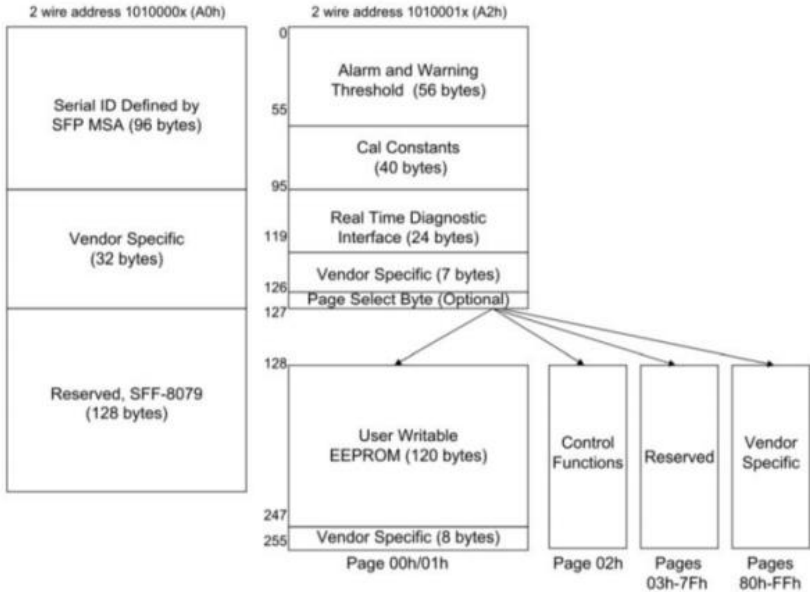 2 wire address 1010000x (A0h)
Serial ID Defined by
SFP MSA (96 bytes)
Vendor Specific
(32 bytes)
Reserved, SFF-8079
(128 bytes)
2 wire address 1010001x (A2h)
0
Alarm and Warning
Threshold (56 bytes)
55
Cal Constants
(40 bytes)
95
Real Time Diagnostic
Interface (24 bytes)
119
Vendor Specific (7 bytes)
126
Page Select Byte (Optional)
127
128
User Writable
EEPROM (120 bytes)
247
Vendor Specific (8 bytes)
255
Page 00h/01h
Control
Functions
Page 02h
Reserved
Pages
03h-7Fh
Vendor
Specific
Pages
80h-FFh